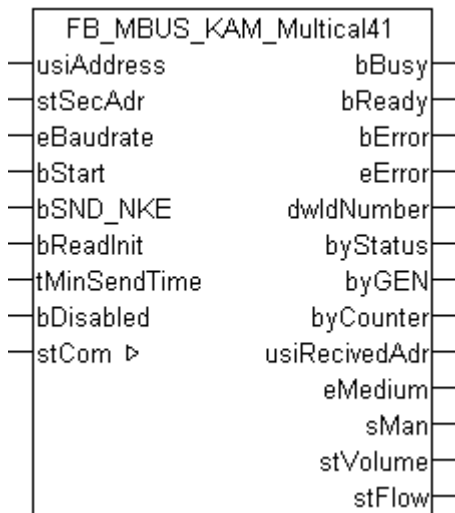 FB_MBUS_KAM_Multical41
usiAddress bBusy
stSecAdr bReady
eBaudrate bError
bStart eError
bSND_NKE dwIdNumber
bReadInit byStatus
tMinSendTime byGEN
bDisabled byCounter
stCom ▷ usiRecivedAdr
eMedium
sMan
stVolume
stFlow